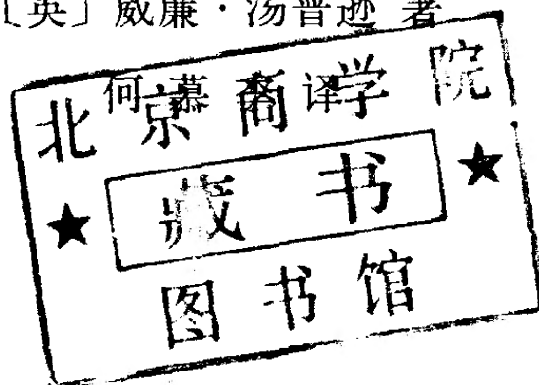 〔英〕威廉·汤普逊 著
何慕李译
北京商学院
★ 藏书 ★
图书馆